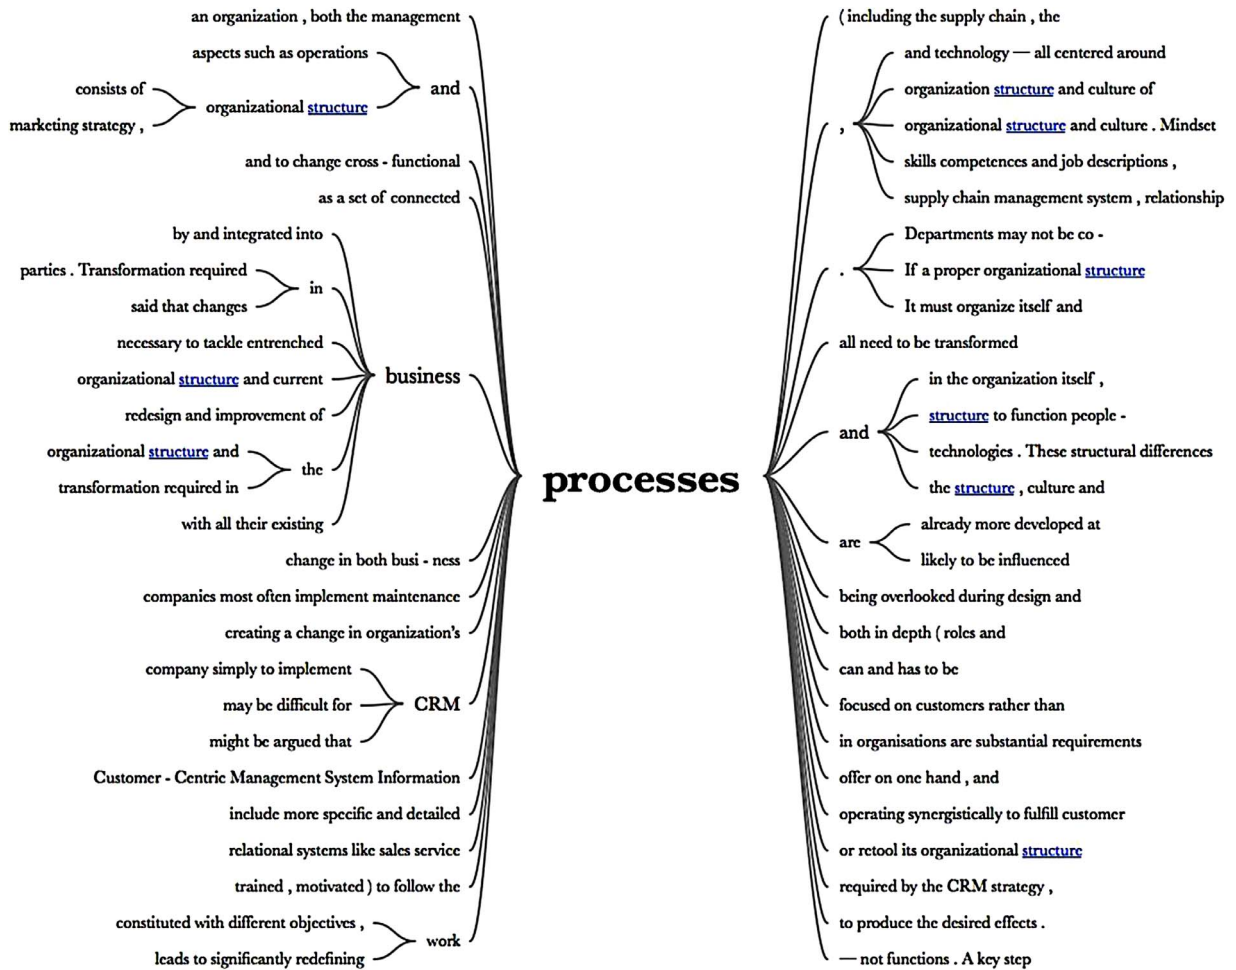 an organization , both the management
aspects such as operations
and
consists of
organizational structure
marketing strategy ,
and to change cross - functional
as a set of connected
by and integrated into
parties . Transformation required
in
said that changes
necessary to tackle entrenched
business
organizational structure and current
redesign and improvement of
organizational structure and
the
transformation required in
with all their existing
change in both busi - ness
companies most often implement maintenance
creating a change in organization's
company simply to implement
may be difficult for
CRM
might be argued that
Customer - Centric Management System Information
include more specific and detailed
relational systems like sales service
trained , motivated ) to follow the
constituted with different objectives ,
work
leads to significantly redefining
processes
( including the supply chain , the
and technology — all centered around
organization structure and culture of
,
organizational structure and culture . Mindset
skills competences and job descriptions ,
supply chain management system , relationship
Departments may not be co -
.
If a proper organizational structure
It must organize itself and
all need to be transformed
in the organization itself ,
structure to function people -
and
technologies . These structural differences
the structure , culture and
already more developed at
are
likely to be influenced
being overlooked during design and
both in depth ( roles and
can and has to be
focused on customers rather than
in organisations are substantial requirements
offer on one hand , and
operating synergistically to fulfill customer
or retool its organizational structure
required by the CRM strategy ,
to produce the desired effects .
— not functions . A key step